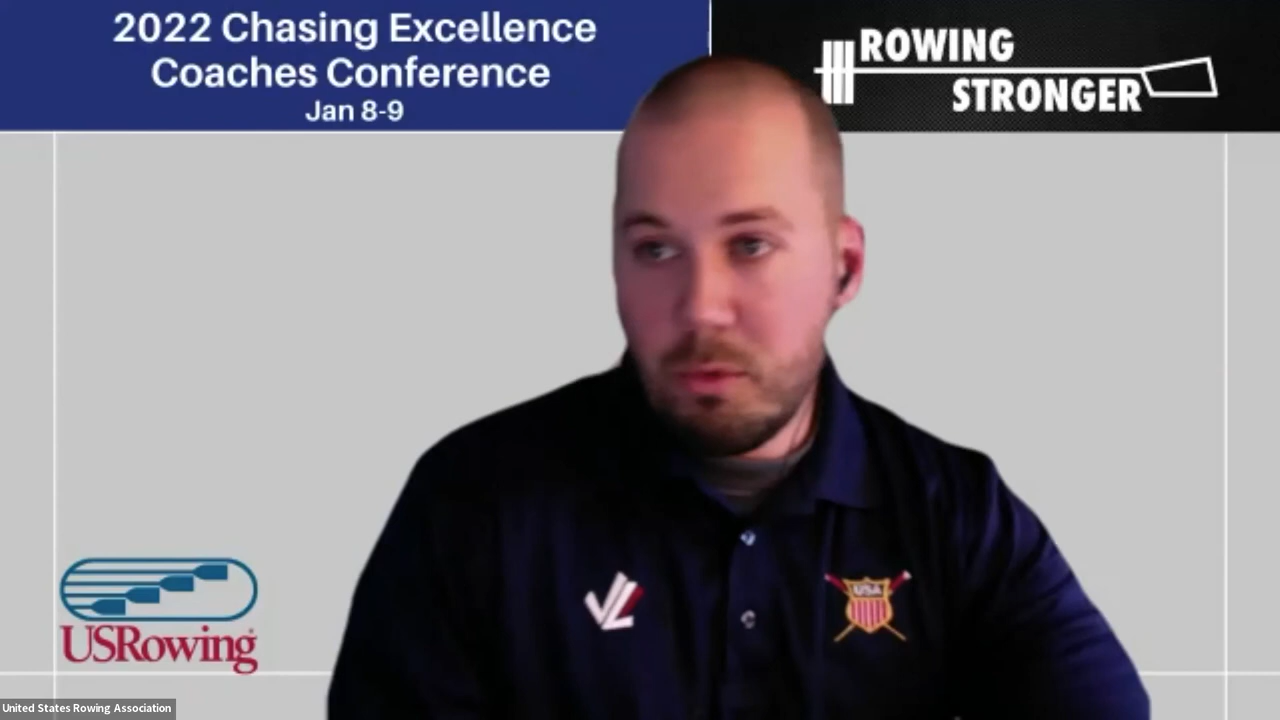 2022 Chasing Excellence
Coaches Conference
Jan 8-9
ROWING
STRONGER
USA
USRowing
United States Rowing Association